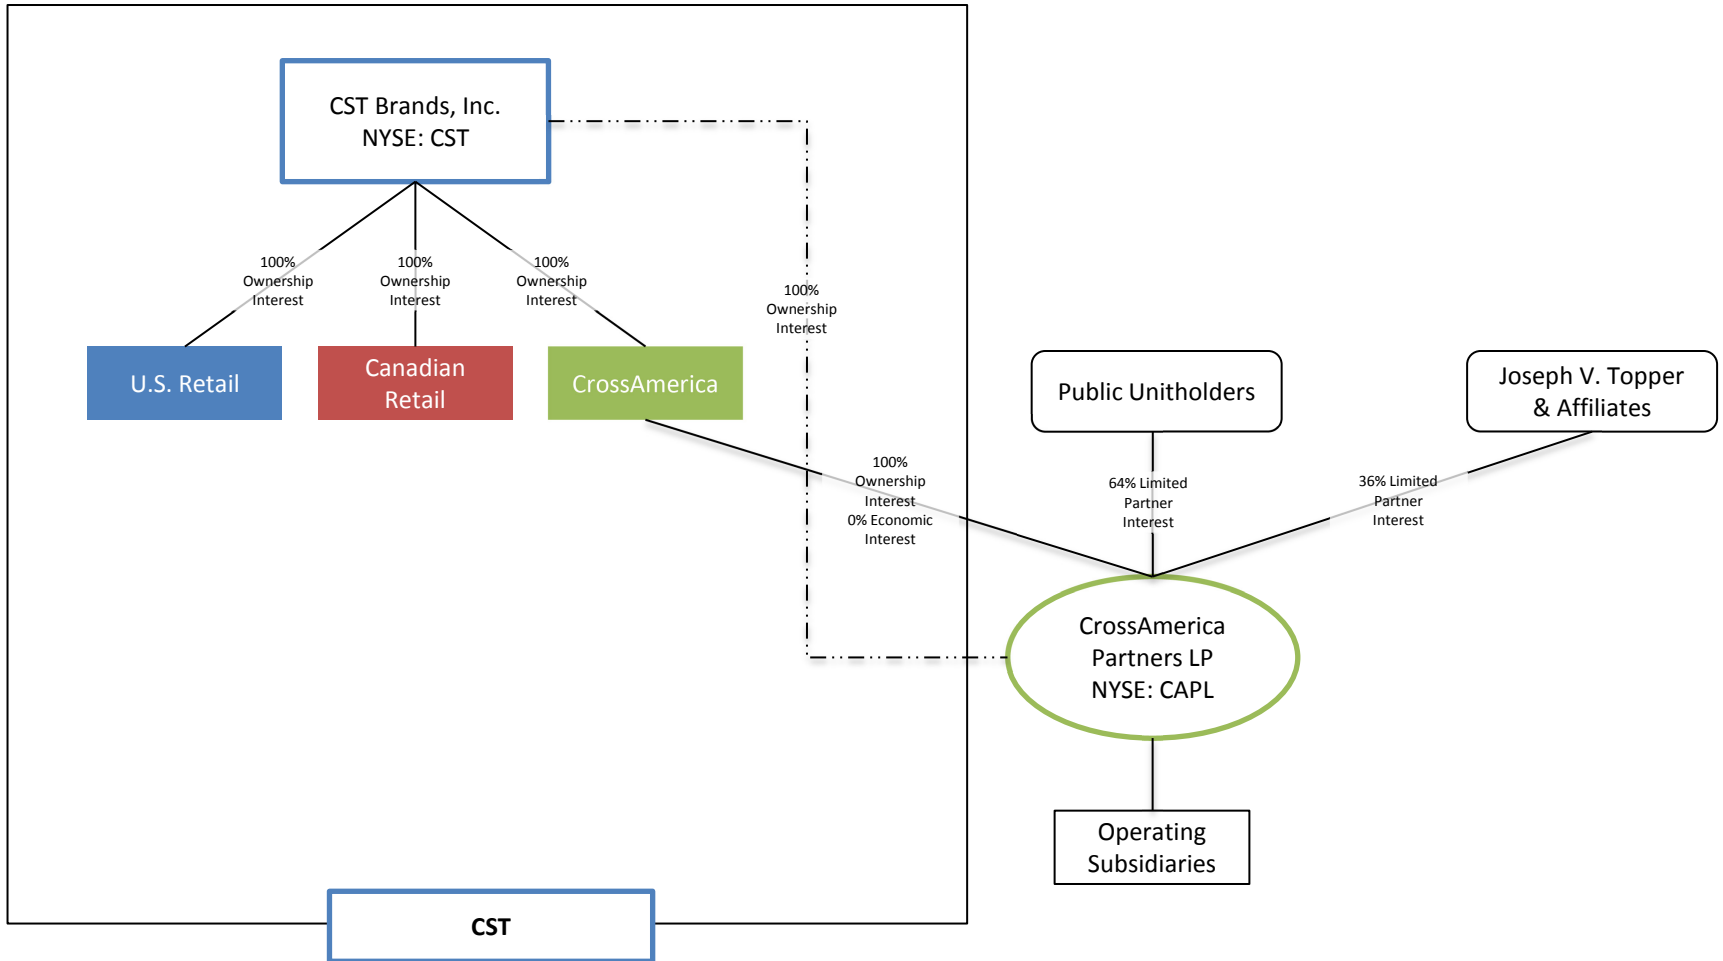 CST Brands, Inc.
NYSE: CST
100%
Ownership
Interest
100%
Ownership
Interest
100%
Ownership
Interest
100%
Ownership
Interest
U.S. Retail
Canadian
Retail
CrossAmerica
Public Unitholders
Joseph V. Topper
& Affiliates
100%
Ownership
Interest
0% Economic
Interest
64% Limited
Partner
Interest
36% Limited
Partner
Interest
CrossAmerica
Partners LP
NYSE: CAPL
Operating
Subsidiaries
CST